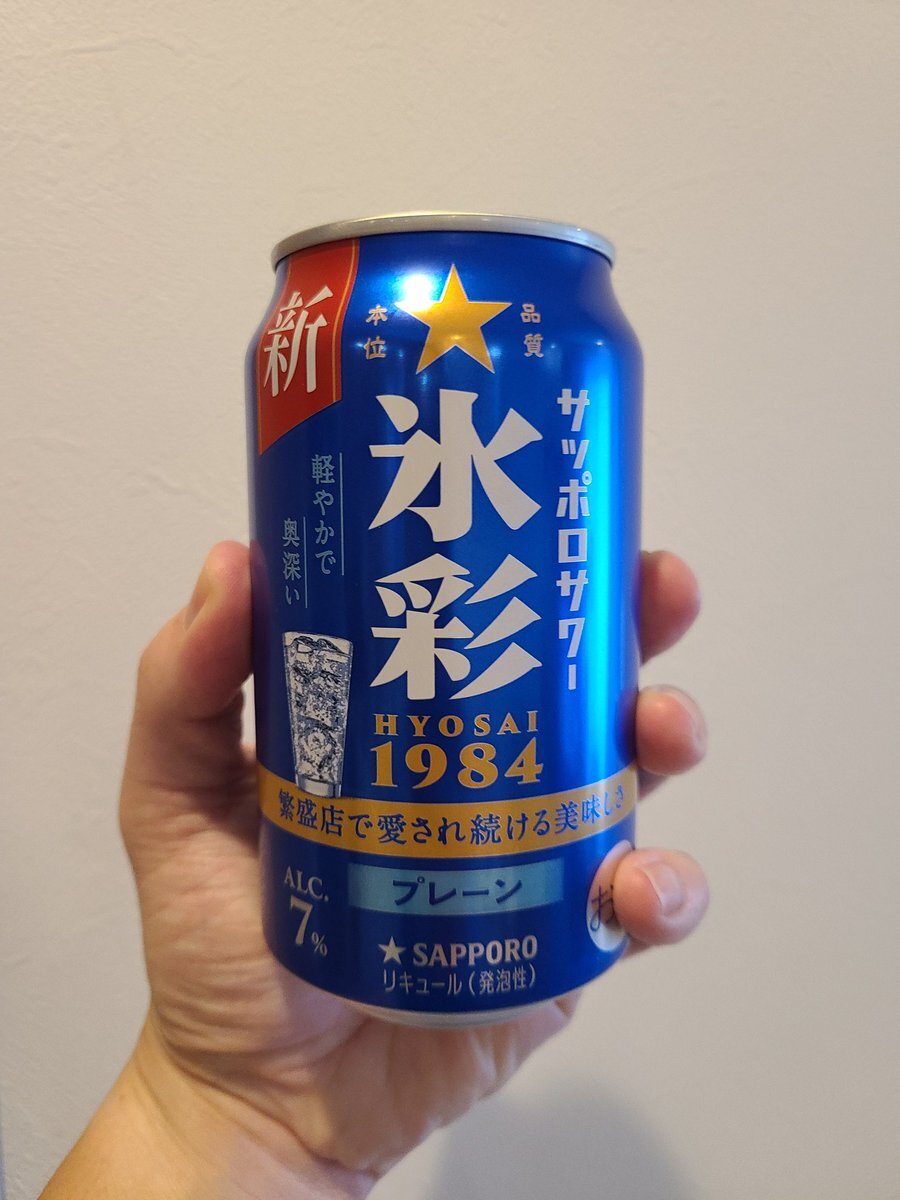 新
品質
本位
サッポロサワー
氷彩
HYOSAI
1984
軽やかで
奥深い
繁盛店で愛され続ける美味しさ
プレーン
ALC.
7%
お
SAPPORO
リキュール(発泡性)